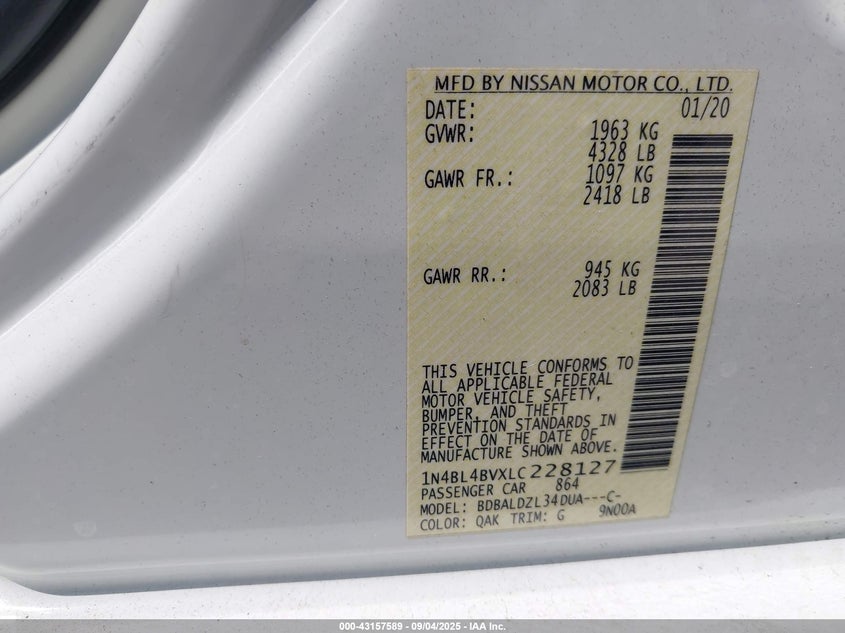 MFD BY NISSAN MOTOR CO., LTD.
DATE: 01/20
GVWR: 1963 KG
4328 LB
GAWR FR.: 1097 KG
2418 LB
GAWR RR.: 945 KG
2083 LB
THIS VEHICLE CONFORMS TO
ALL APPLICABLE FEDERAL
MOTOR VEHICLE SAFETY,
BUMPER, AND THEFT
PREVENTION STANDARDS IN
EFFECT ON THE DATE OF
MANUFACTURE SHOWN ABOVE.
1N4BL4BVXLC228127
PASSENGER CAR 864
MODEL: BDBALDZL34DUA---C-
COLOR: QAK TRIM: G 9N00A
000-43157589 - 09/04/2025 - IAA Inc.